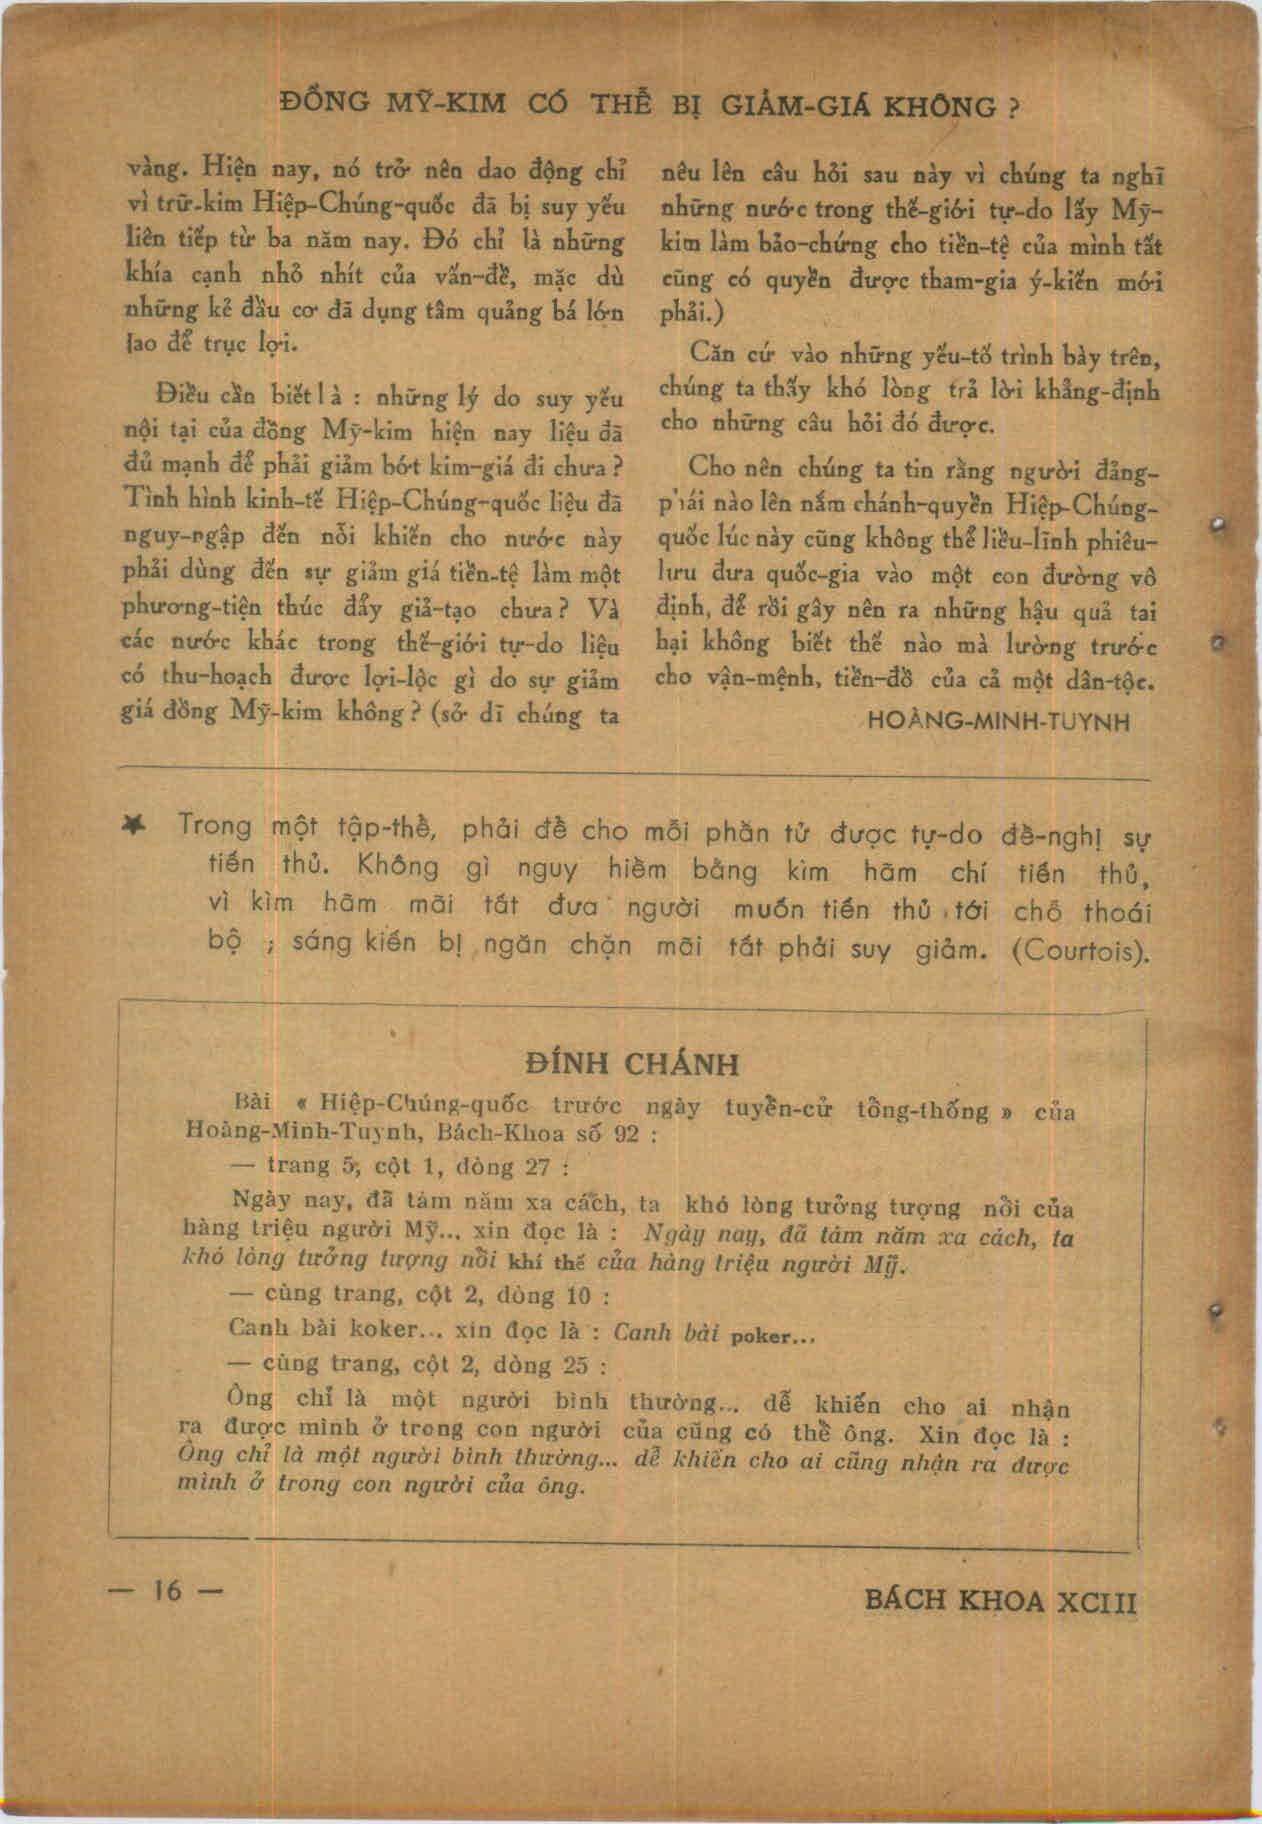 ĐỒNG MỸ-KIM CÓ THỂ BỊ GIẢM-GIÁ KHÔNG ?
vàng. Hiện nay, nó trở nên dao động chỉ
vì trữ-kim Hiệp-Chúng-quốc đã bị suy yếu
liên tiếp từ ba năm nay. Đó chỉ là những
khía cạnh nhỏ nhít của vấn-đề, mặc dù
những kẻ đầu cơ đã dụng tâm quảng bá lớn
lao để trục lợi.
Điều cần biết là : những lý do suy yếu
nội tại của đồng Mỹ-kim hiện nay liệu đã
đủ mạnh để phải giảm bớt kim-giá đi chưa ?
Tình hình kinh-tế Hiệp-Chúng-quốc liệu đã
nguy-ngập đến nỗi khiến cho nước này
phải dùng đến sự giảm giá tiền-tệ làm một
phương-tiện thúc đẩy giả-tạo chưa ? Và
các nước khác trong thế-giới tự-do liệu
có thu-hoạch được lợi-lộc gì do sự giảm
giá đồng Mỹ-kim không ? (sở dĩ chúng ta
nêu lên câu hỏi sau này vì chúng ta nghĩ
những nước trong thế-giới tự-do lấy Mỹ-
kim làm bảo-chứng cho tiền-tệ của mình tất
cũng có quyền được tham-gia ý-kiến mới
phải.)
Căn cứ vào những yếu-tố trình bày trên,
chúng ta thấy khó lòng trả lời khẳng-định
cho những câu hỏi đó được.
Cho nên chúng ta tin rằng người đảng-
phái nào lên nắm chánh-quyền Hiệp-Chúng-
quốc lúc này cũng không thể liều-lĩnh phiêu-
lưu đưa quốc-gia vào một con đường vô
định, để rồi gây nên ra những hậu quả tai
hại không biết thế nào mà lường trước
cho vận-mệnh, tiền-đồ của cả một dân-tộc.
HOÀNG-MINH-TUYNH
★ Trong một tập-thể, phải để cho mỗi phần tử được tự-do đề-nghị sự
tiến thủ. Không gì nguy hiểm bằng kìm hãm chí tiến thủ,
vì kìm hãm mãi tất đưa người muốn tiến thủ tới chỗ thoái
bộ ; sáng kiến bị ngăn chặn mãi tất phải suy giảm. (Courtois).
ĐÍNH CHÁNH
Bài « Hiệp-Chúng-quốc trước ngày tuyển-cử tổng-thống » của
Hoàng-Minh-Tuynh, Bách-Khoa số 92 :
— trang 5, cột 1, dòng 27 :
Ngày nay, đã tám năm xa cách, ta khó lòng tưởng tượng nổi của
hàng triệu người Mỹ... xin đọc là : Ngày nay, đã tám năm xa cách, ta
khó lòng tưởng tượng nổi khí thế của hàng triệu người Mỹ.
— cùng trang, cột 2, dòng 10 :
Canh bài koker... xin đọc là : Canh bài poker...
— cùng trang, cột 2, dòng 25 :
Ông chỉ là một người bình thường... dễ khiến cho ai nhận
ra được mình ở trong con người của cũng có thể ông. Xin đọc là :
Ông chỉ là một người bình thường... dễ khiến cho ai cũng nhận ra được
mình ở trong con người của ông.
— 16 —
BÁCH KHOA XCIII